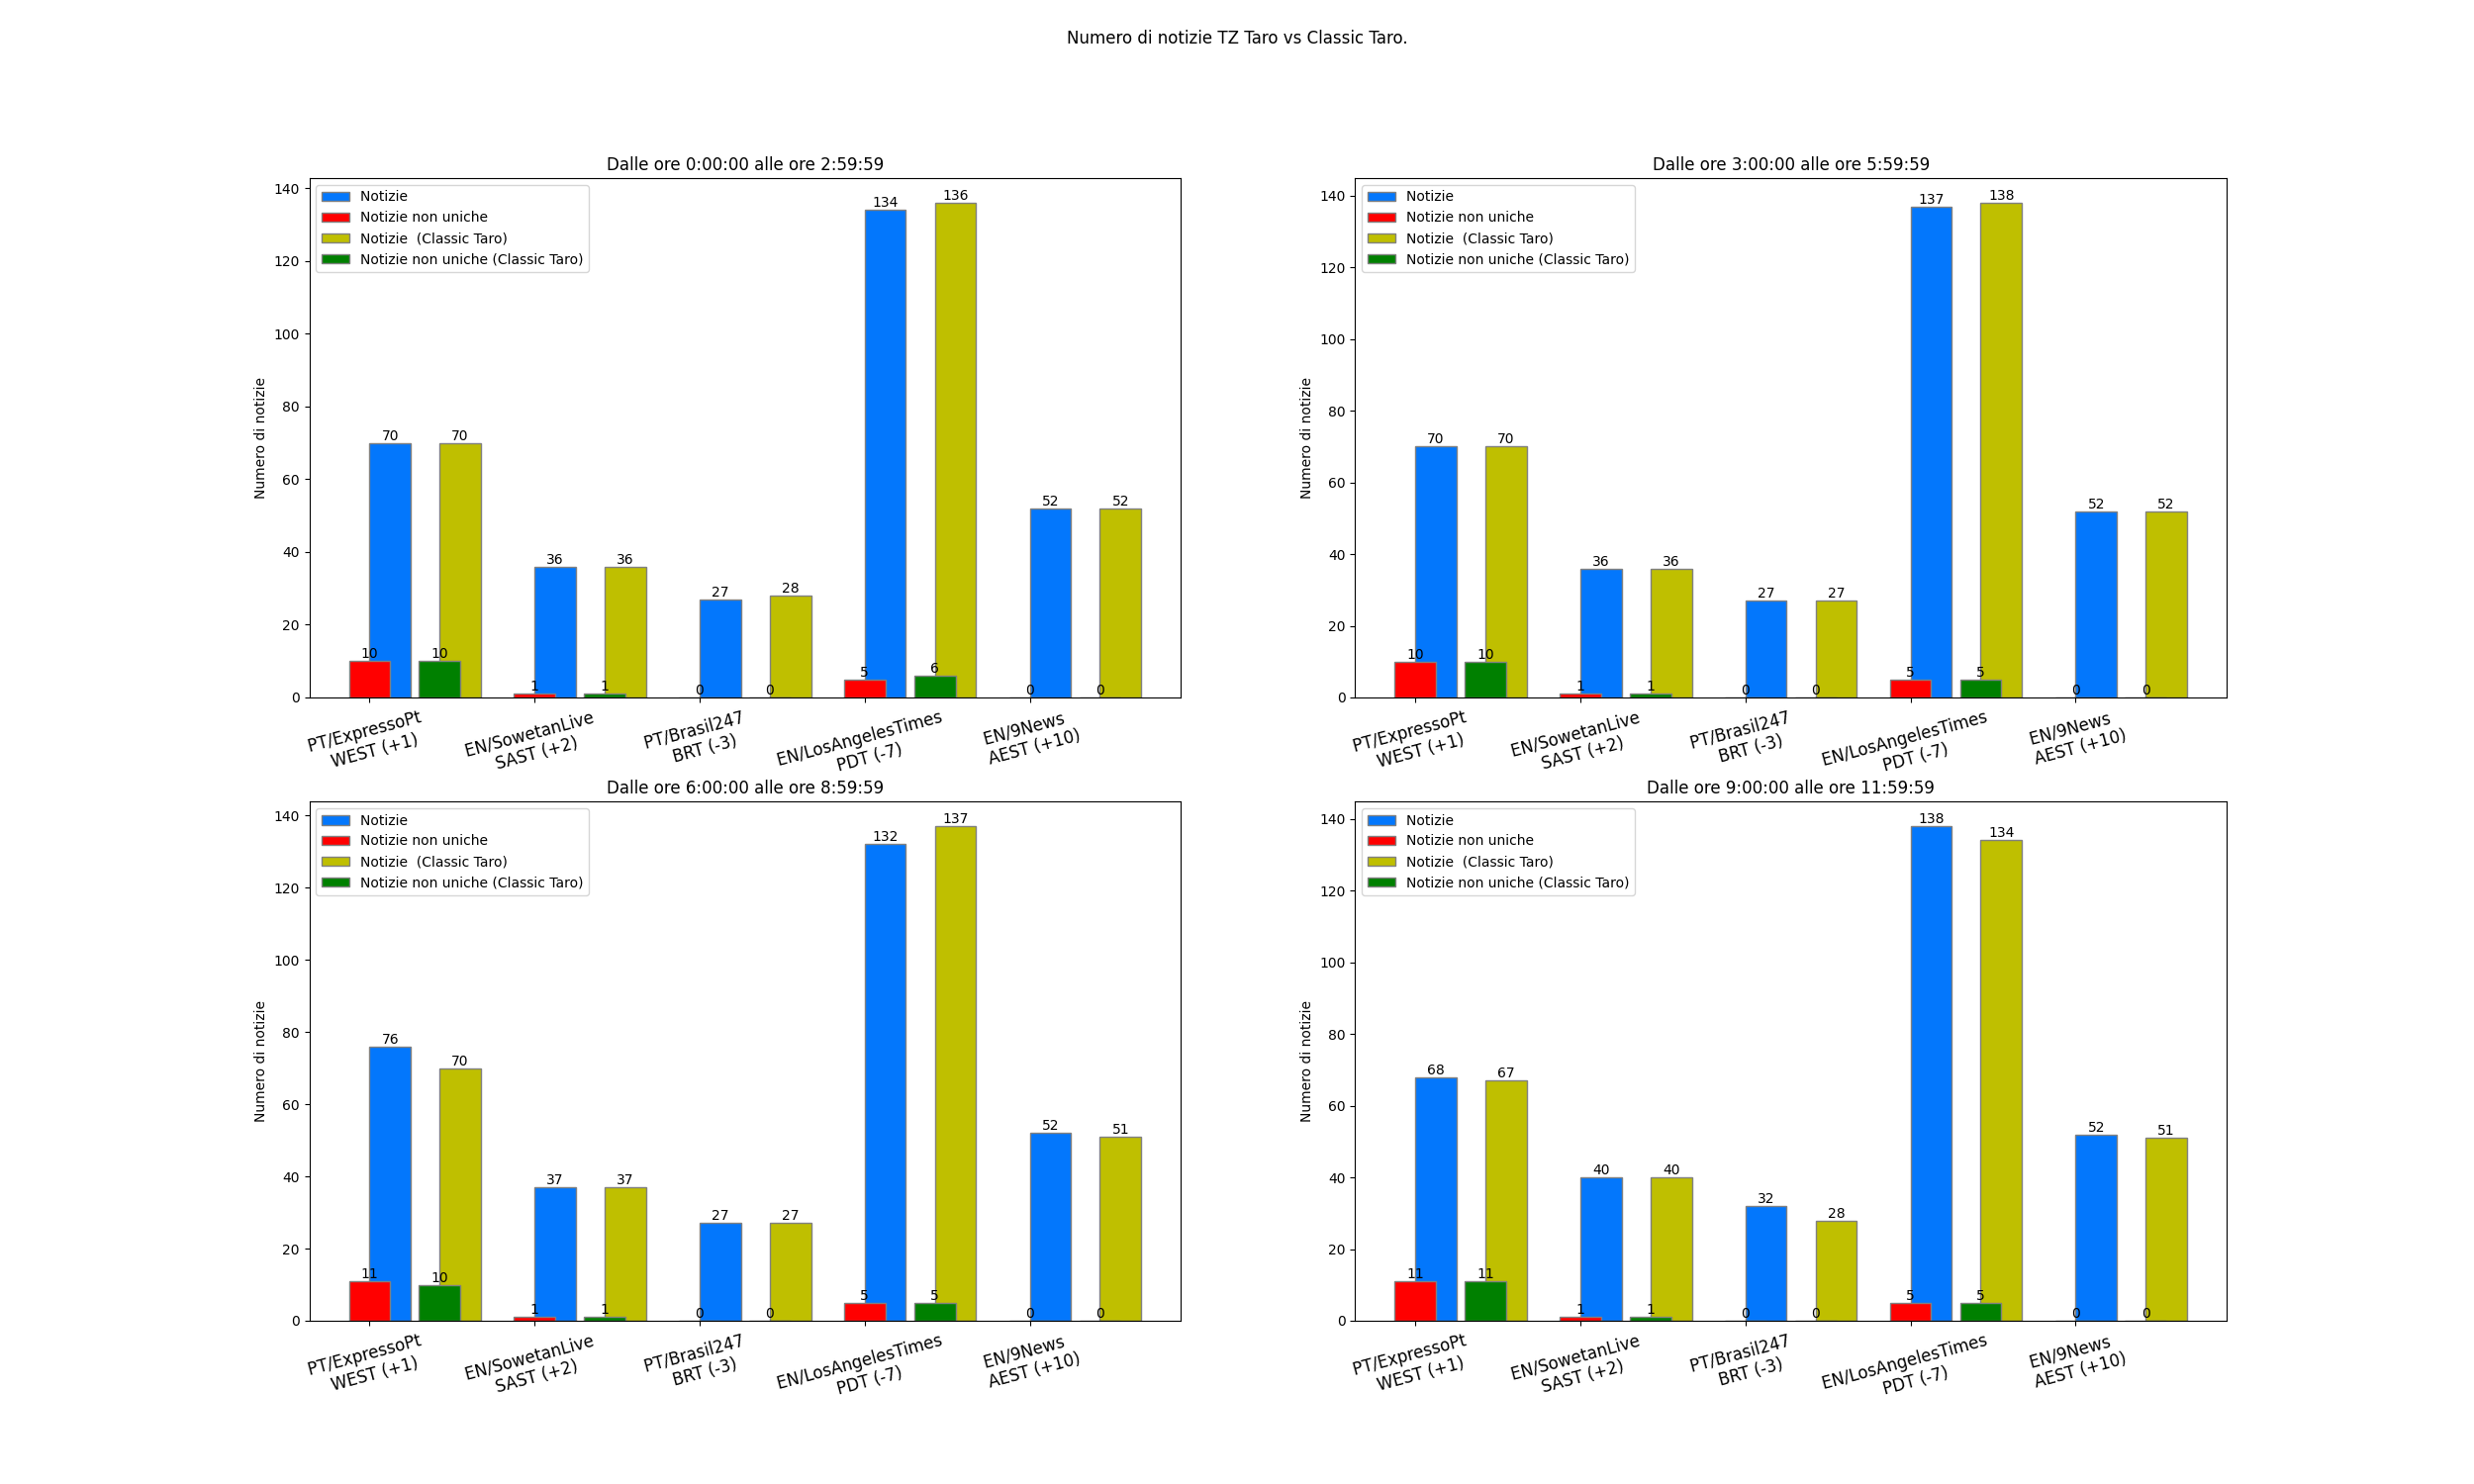 Numero di notizie TZ Taro vs Classic Taro.
Dalle ore 0:00:00 alle ore 2:59:59
Notizie
Notizie non uniche
Notizie (Classic Taro)
Notizie non uniche (Classic Taro)
Numero di notizie
140
120
100
80
60
40
20
0
70 70 36 36 27 28 134 136 52 52
10 10 1 1 0 0 5 6 0 0
PT/ExpressoPt
WEST (+1)
EN/SowetanLive
SAST (+2)
PT/Brasil247
BRT (-3)
EN/LosAngelesTimes
PDT (-7)
EN/9News
AEST (+10)
Dalle ore 3:00:00 alle ore 5:59:59
Notizie
Notizie non uniche
Notizie (Classic Taro)
Notizie non uniche (Classic Taro)
Numero di notizie
140
120
100
80
60
40
20
0
70 70 36 36 27 27 137 138 52 52
10 10 1 1 0 0 5 5 0 0
PT/ExpressoPt
WEST (+1)
EN/SowetanLive
SAST (+2)
PT/Brasil247
BRT (-3)
EN/LosAngelesTimes
PDT (-7)
EN/9News
AEST (+10)
Dalle ore 6:00:00 alle ore 8:59:59
Notizie
Notizie non uniche
Notizie (Classic Taro)
Notizie non uniche (Classic Taro)
Numero di notizie
140
120
100
80
60
40
20
0
76 70 37 37 27 27 132 137 52 51
11 10 1 1 0 0 5 5 0 0
PT/ExpressoPt
WEST (+1)
EN/SowetanLive
SAST (+2)
PT/Brasil247
BRT (-3)
EN/LosAngelesTimes
PDT (-7)
EN/9News
AEST (+10)
Dalle ore 9:00:00 alle ore 11:59:59
Notizie
Notizie non uniche
Notizie (Classic Taro)
Notizie non uniche (Classic Taro)
Numero di notizie
140
120
100
80
60
40
20
0
68 67 40 40 32 28 138 134 52 51
11 11 1 1 0 0 5 5 0 0
PT/ExpressoPt
WEST (+1)
EN/SowetanLive
SAST (+2)
PT/Brasil247
BRT (-3)
EN/LosAngelesTimes
PDT (-7)
EN/9News
AEST (+10)